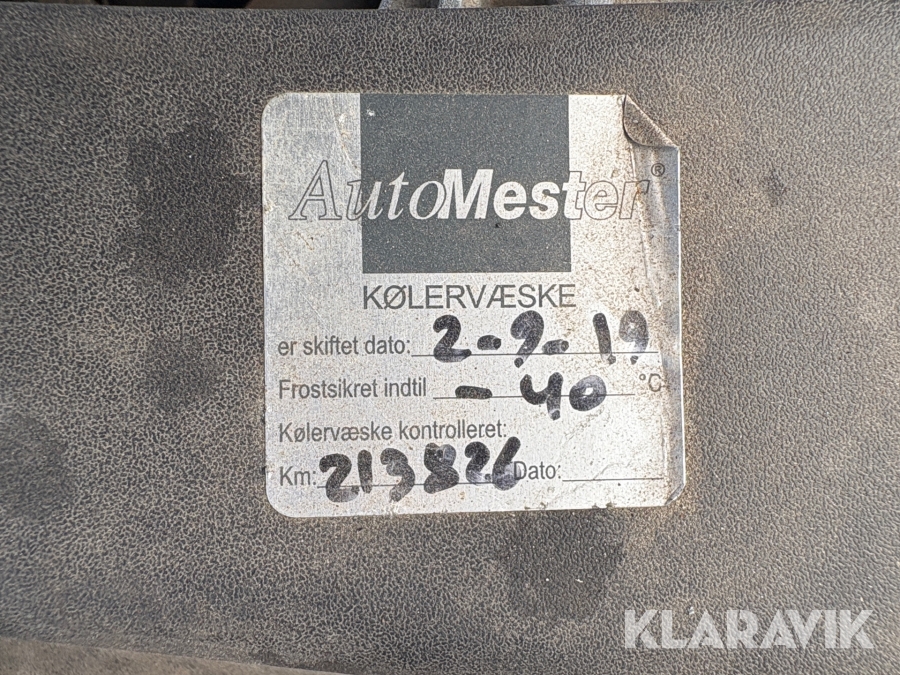 AutoMester®
KØLERVÆSKE
er skiftet dato: 2-9-19
Frostsikret indtil -40 °C
Kølervæske kontrolleret:
Km: 213826 Dato:
KLARAVIK